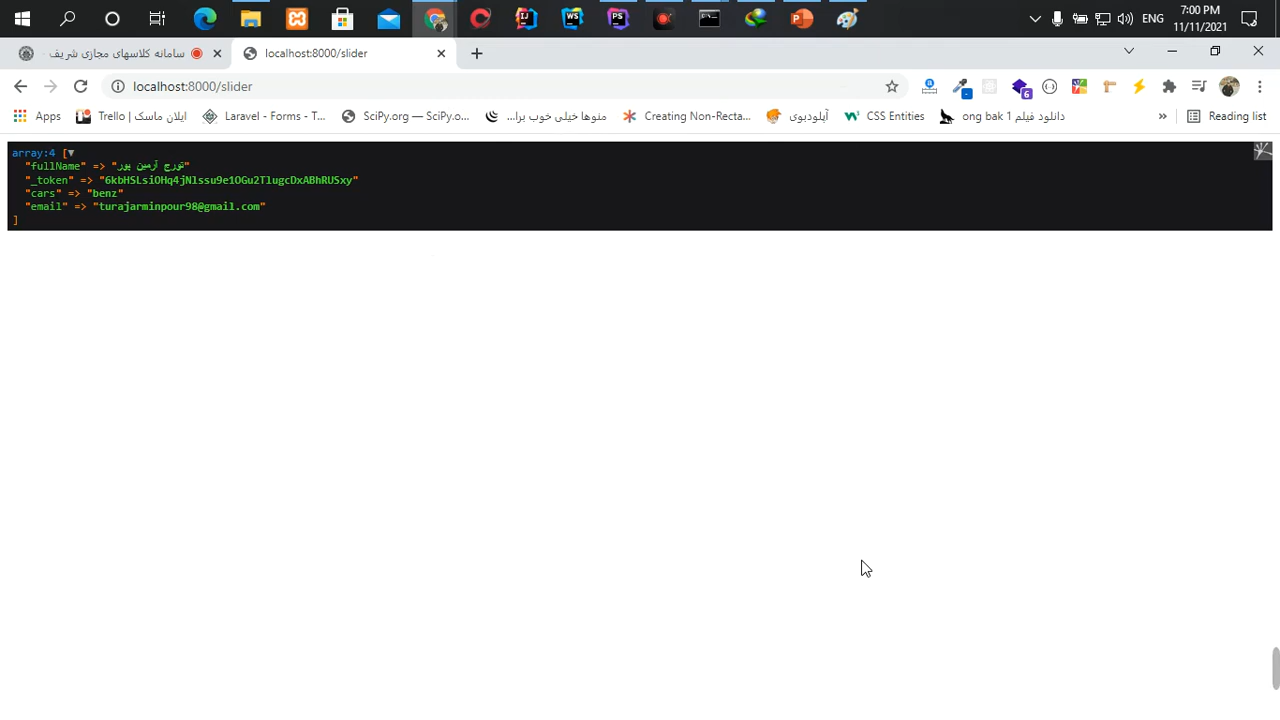 ENG
7:00 PM
11/11/2021
سامانه کلاسهای مجازی شریف
localhost:8000/slider
localhost:8000/slider
Apps
ایلان ماسک | Trello
Laravel - Forms - T...
SciPy.org — SciPy.o...
منوها خیلی خوب برا...
Creating Non-Recta...
آپلودبوی
CSS Entities
دانلود فیلم ong bak 1
»
Reading list
array:4 [▼
"fullName" => "تورج آرمین پور"
"_token" => "6kbHSLsiOHq4jNlssu9e1OGu2TlugcDxABhRUSxy"
"cars" => "benz"
"email" => "turajarminpour98@gmail.com"
]